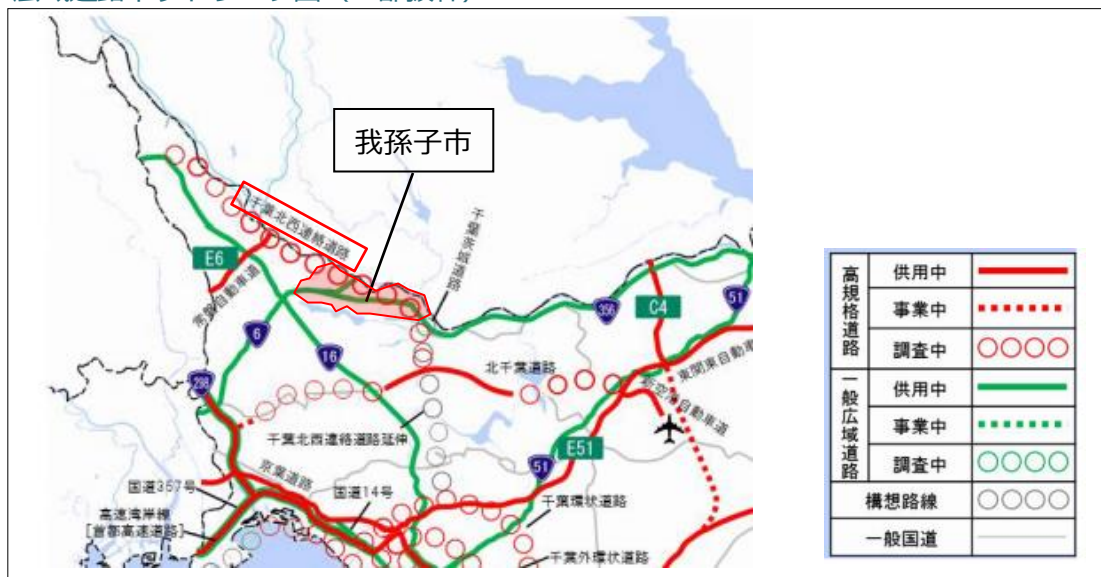 我孫子市
千葉北西連絡道路
千葉茨城道路
E6
常磐自動車道
6
16
356
C4
51
298
北千葉道路
東関東自動車道
新空港自動車道
千葉北西連絡道路延伸
E51
51
京葉道路
国道357号
国道14号
高速湾岸線
[首都高速道路]
千葉環状道路
千葉外環状道路
高規格道路
供用中
事業中
調査中
一般広域道路
供用中
事業中
調査中
構想路線
一般国道